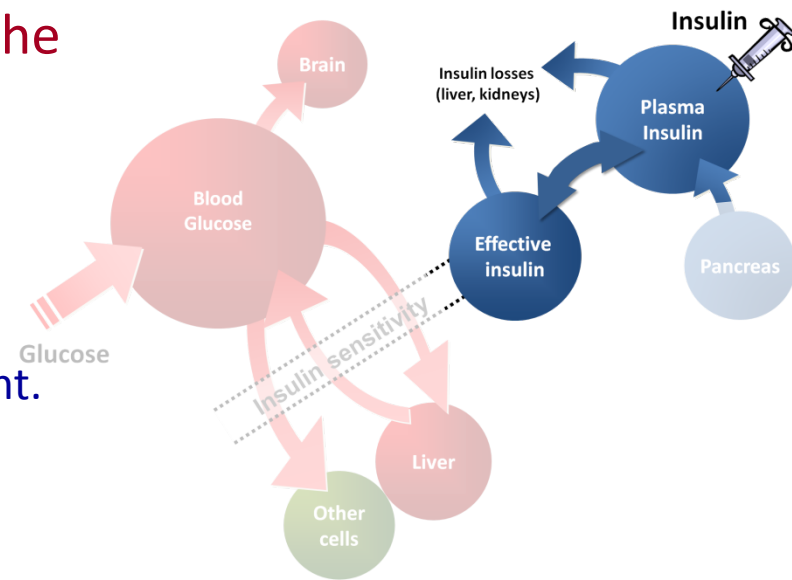 he
Insulin
Brain
Insulin losses
(liver, kidneys)
Plasma
Insulin
Blood
Glucose
Effective
insulin
Pancreas
Insulin sensitivity
Glucose
nt.
Liver
Other
cells